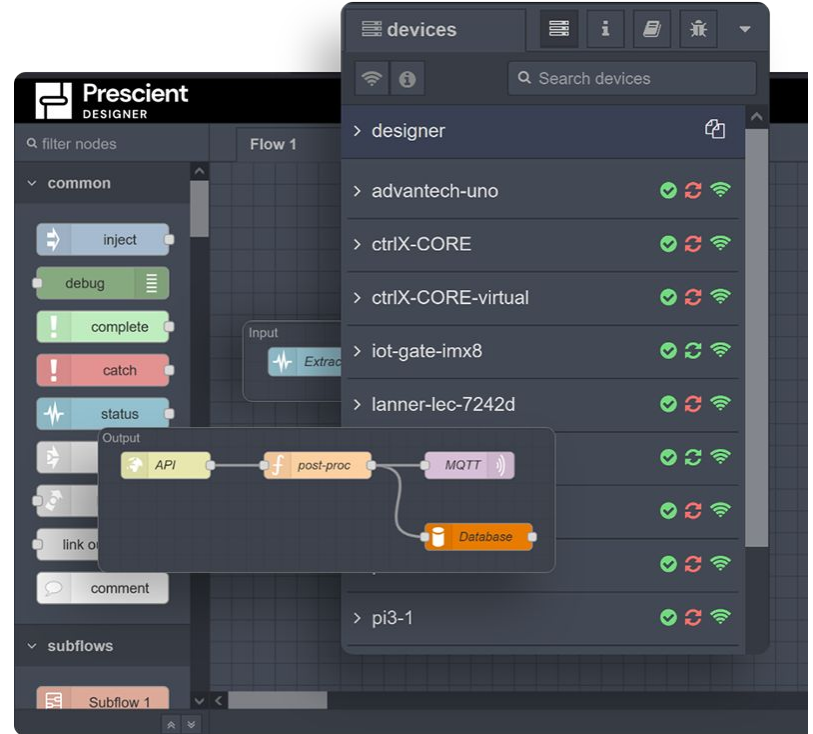 devices
Search devices
designer
advantech-uno
ctrlX-CORE
ctrlX-CORE-virtual
iot-gate-imx8
lanner-lec-7242d
pi3-1
Prescient
DESIGNER
filter nodes
Flow 1
common
inject
debug
complete
catch
status
link
comment
subflows
Subflow 1
Input
Output
API
post-proc
MQTT
Database